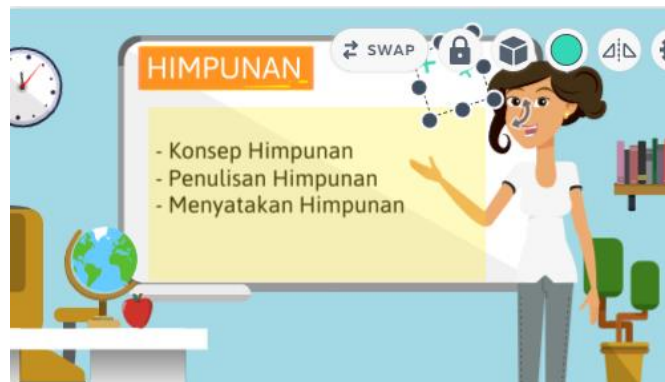 SWAP
HIMPUNAN
- Konsep Himpunan
- Penulisan Himpunan
- Menyatakan Himpunan